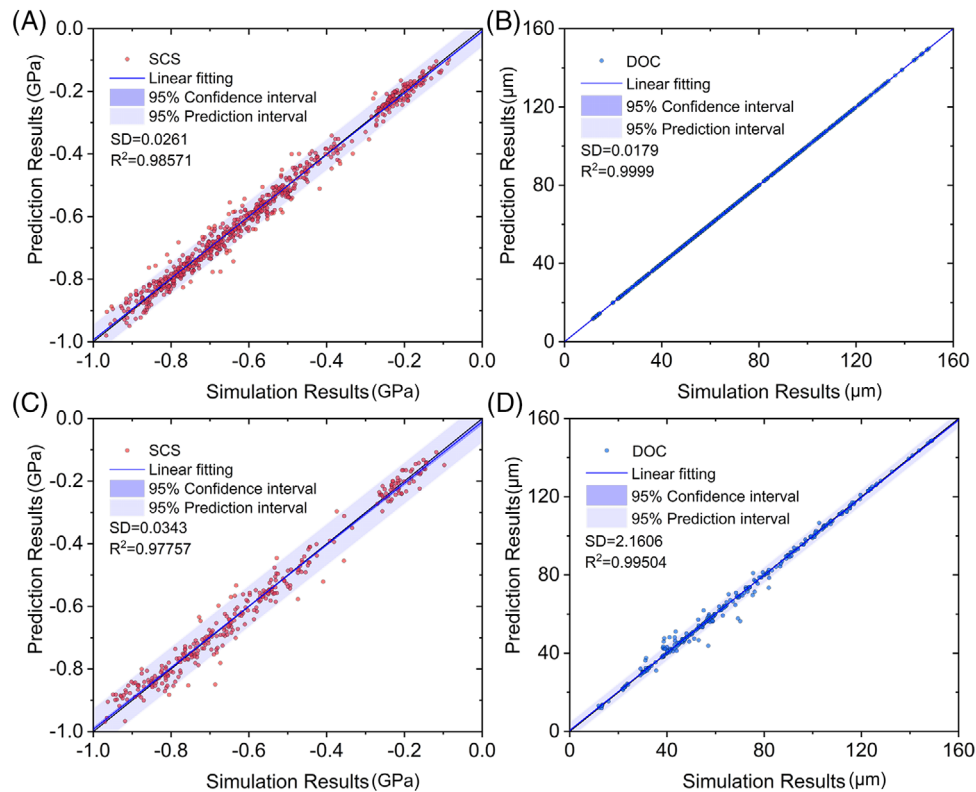 (A)
0.0
-0.2
-0.4
-0.6
-0.8
-1.0
Prediction Results (GPa)
SCS
Linear fitting
95% Confidence interval
95% Prediction interval
SD=0.0261
R²=0.98571
-1.0 -0.8 -0.6 -0.4 -0.2 0.0
Simulation Results (GPa)
(B)
160
120
80
40
0
Prediction Results (μm)
DOC
Linear fitting
95% Confidence interval
95% Prediction interval
SD=0.0179
R²=0.9999
0 40 80 120 160
Simulation Results (μm)
(C)
0.0
-0.2
-0.4
-0.6
-0.8
-1.0
Prediction Results (GPa)
SCS
Linear fitting
95% Confidence interval
95% Prediction interval
SD=0.0343
R²=0.97757
-1.0 -0.8 -0.6 -0.4 -0.2 0.0
Simulation Results (GPa)
(D)
160
120
80
40
0
Prediction Results (μm)
DOC
Linear fitting
95% Confidence interval
95% Prediction interval
SD=2.1606
R²=0.99504
0 40 80 120 160
Simulation Results (μm)